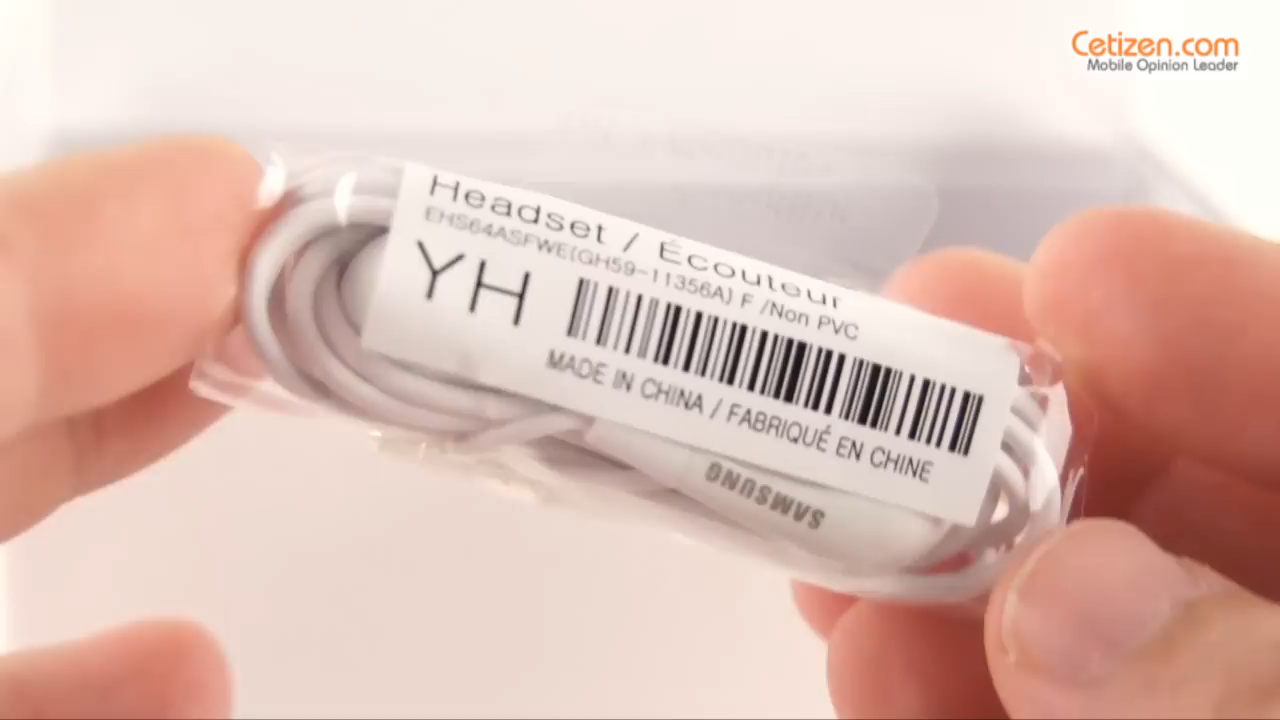 Cetizen.com
Mobile Opinion Leader
Headset / Écouteur
EHS64ASFWE(GH59-11356A) F /Non PVC
YH
MADE IN CHINA / FABRIQUÉ EN CHINE
SAMSUNG